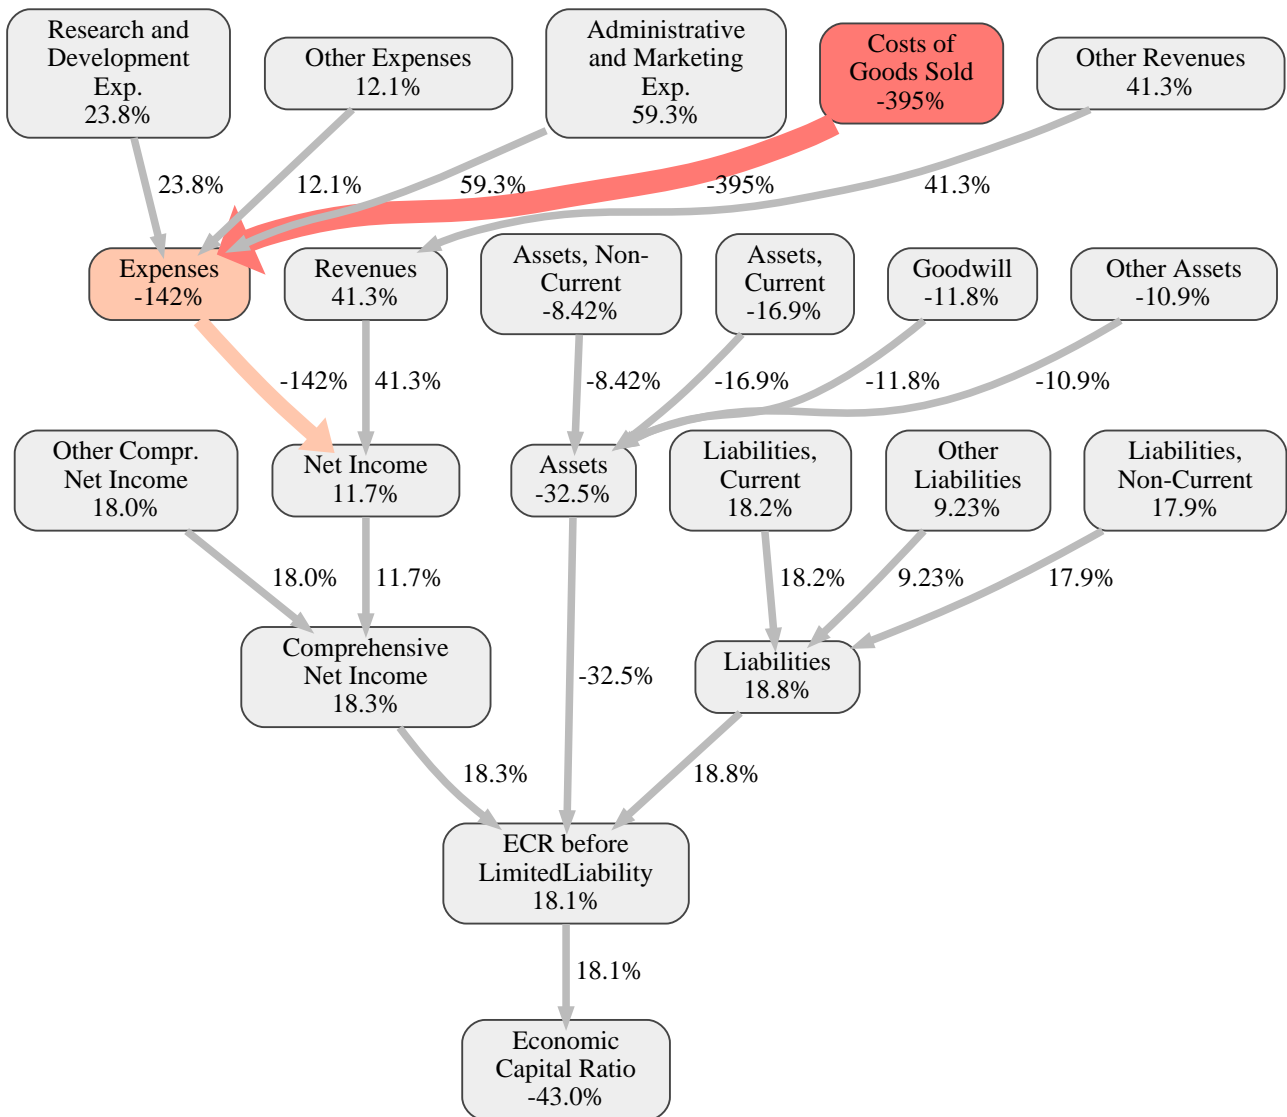 Research and
Development
Exp.
23.8%
Other Expenses
12.1%
Administrative
and Marketing
Exp.
59.3%
Costs of
Goods Sold
-395%
Other Revenues
41.3%
23.8%
12.1%
59.3%
-395%
41.3%
Expenses
-142%
Revenues
41.3%
Assets, Non-
Current
-8.42%
Assets,
Current
-16.9%
Goodwill
-11.8%
Other Assets
-10.9%
-142%
41.3%
-8.42%
-16.9%
-11.8%
-10.9%
Other Compr.
Net Income
18.0%
Net Income
11.7%
Assets
-32.5%
Liabilities,
Current
18.2%
Other
Liabilities
9.23%
Liabilities,
Non-Current
17.9%
18.0%
11.7%
18.2%
9.23%
17.9%
Comprehensive
Net Income
18.3%
-32.5%
Liabilities
18.8%
18.3%
18.8%
ECR before
LimitedLiability
18.1%
18.1%
Economic
Capital Ratio
-43.0%